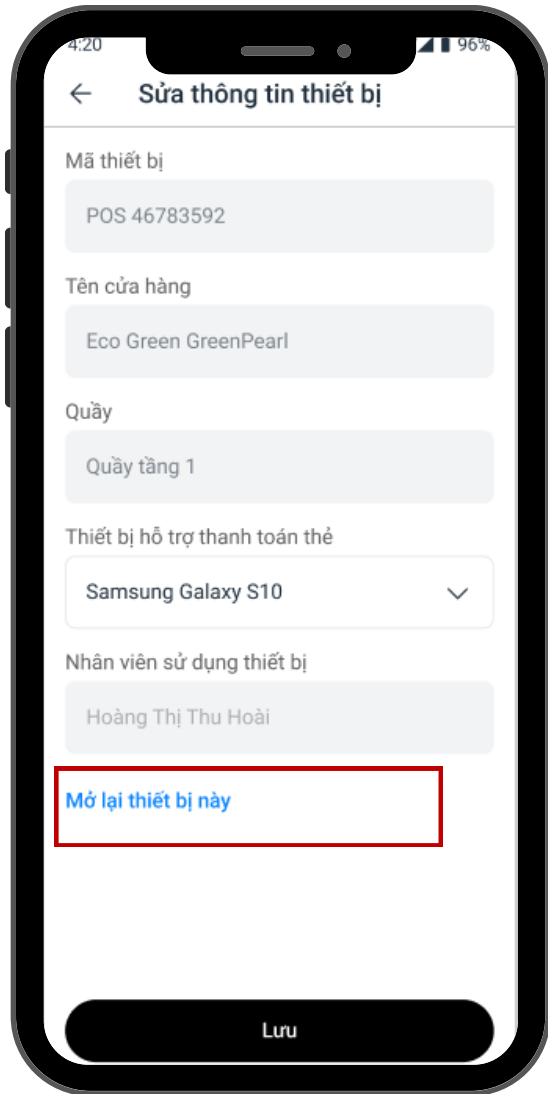 4:20
96%
Sửa thông tin thiết bị
Mã thiết bị
POS 46783592
Tên cửa hàng
Eco Green GreenPearl
Quầy
Quầy tầng 1
Thiết bị hỗ trợ thanh toán thẻ
Samsung Galaxy S10
Nhân viên sử dụng thiết bị
Hoàng Thị Thu Hoài
Mở lại thiết bị này
Lưu